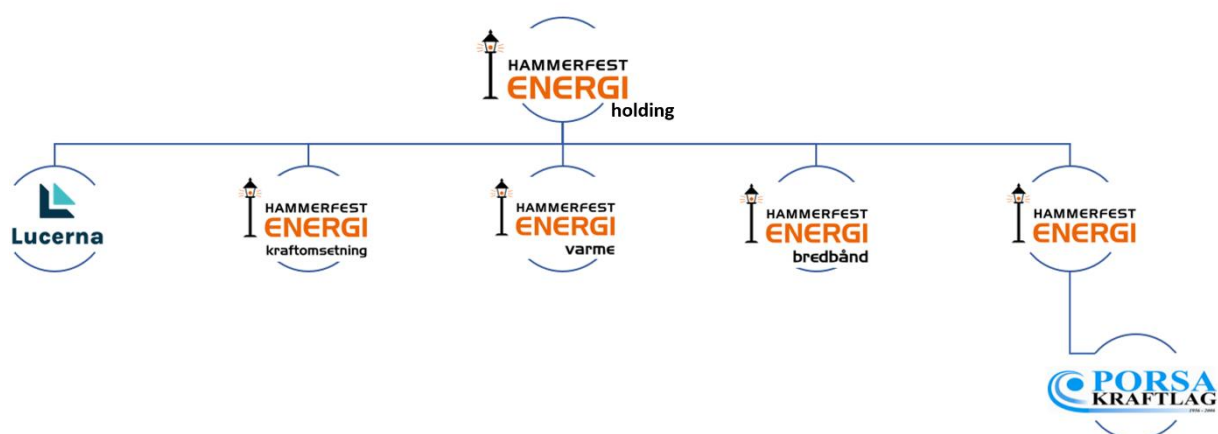 HAMMERFEST
ENERGI
holding
Lucerna
HAMMERFEST
ENERGI
kraftomsetning
HAMMERFEST
ENERGI
varme
HAMMERFEST
ENERGI
bredbånd
HAMMERFEST
ENERGI
PORSA
KRAFTLAG